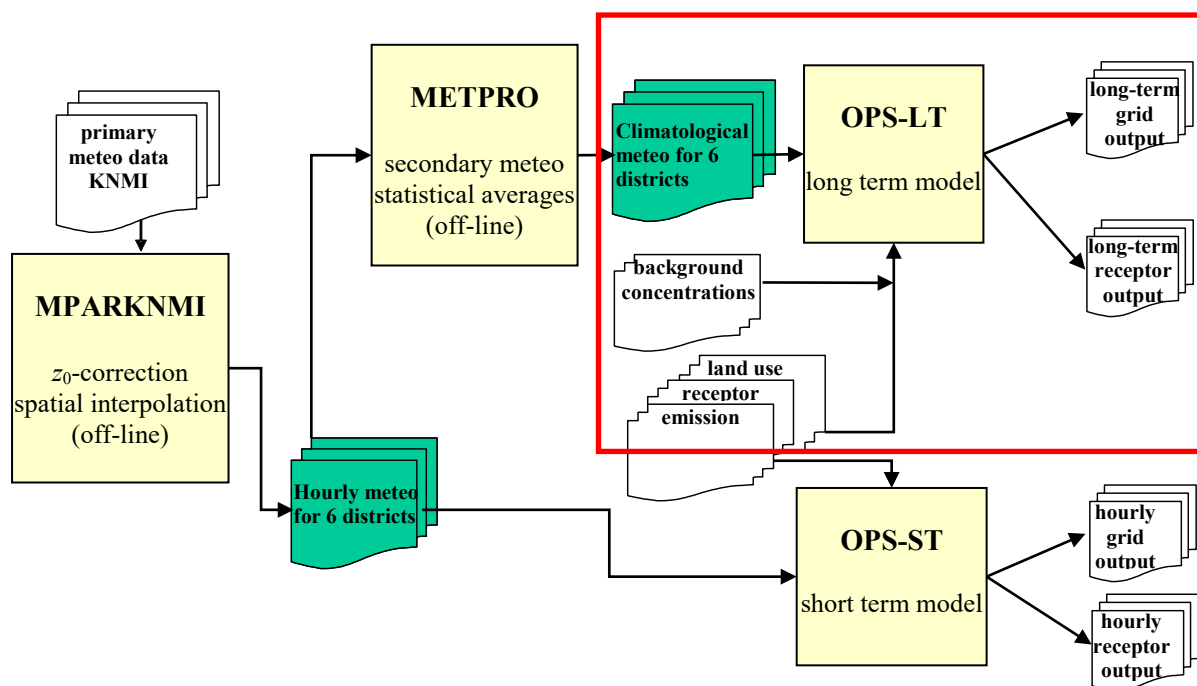 primary
meteo data
KNMI
MPARKNMI
z0-correction
spatial interpolation
(off-line)
METPRO
secondary meteo
statistical averages
(off-line)
Hourly meteo
for 6 districts
Climatological
meteo for 6
districts
background
concentrations
land use
receptor
emission
OPS-LT
long term model
long-term
grid
output
long-term
receptor
output
OPS-ST
short term model
hourly
grid
output
hourly
receptor
output